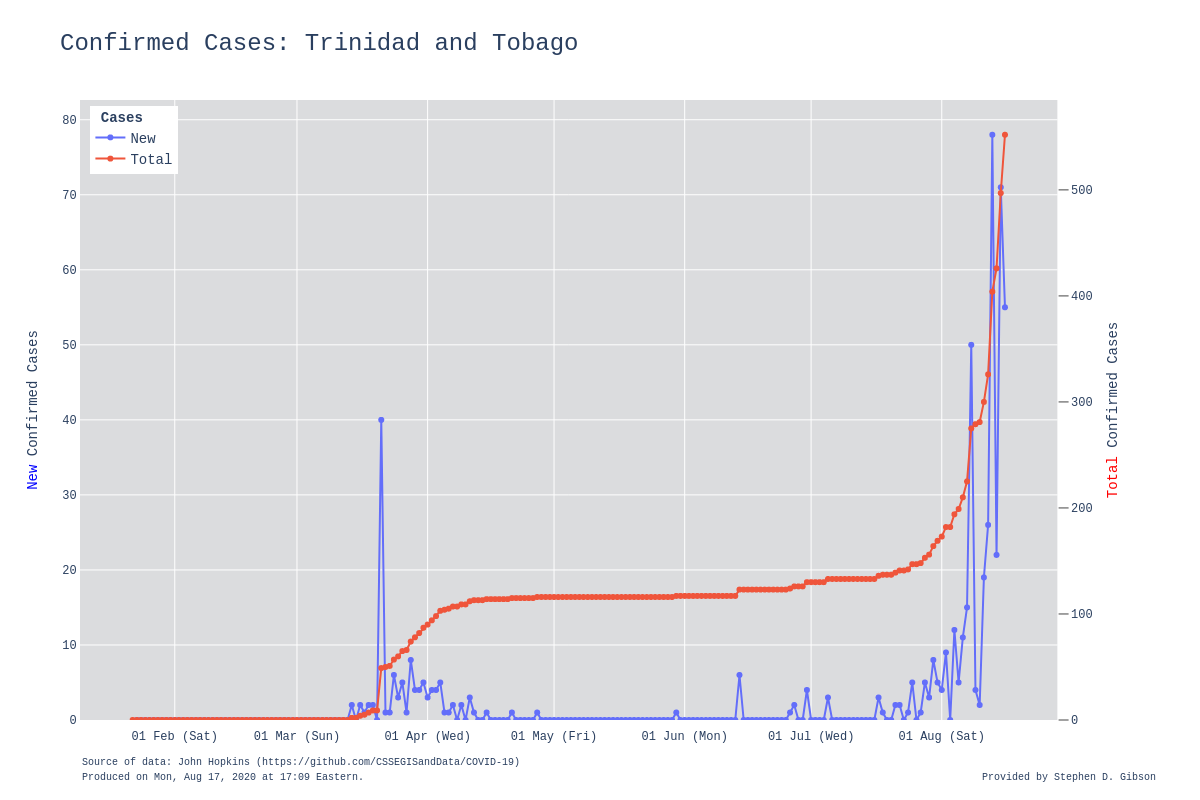 Confirmed Cases: Trinidad and Tobago
Cases
New
Total
80
70
60
50
40
30
20
10
0
New Confirmed Cases
500
400
300
200
100
0
Total Confirmed Cases
01 Feb (Sat) 01 Mar (Sun) 01 Apr (Wed) 01 May (Fri) 01 Jun (Mon) 01 Jul (Wed) 01 Aug (Sat)
Source of data: John Hopkins (https://github.com/CSSEGISandData/COVID-19)
Produced on Mon, Aug 17, 2020 at 17:09 Eastern.
Provided by Stephen D. Gibson